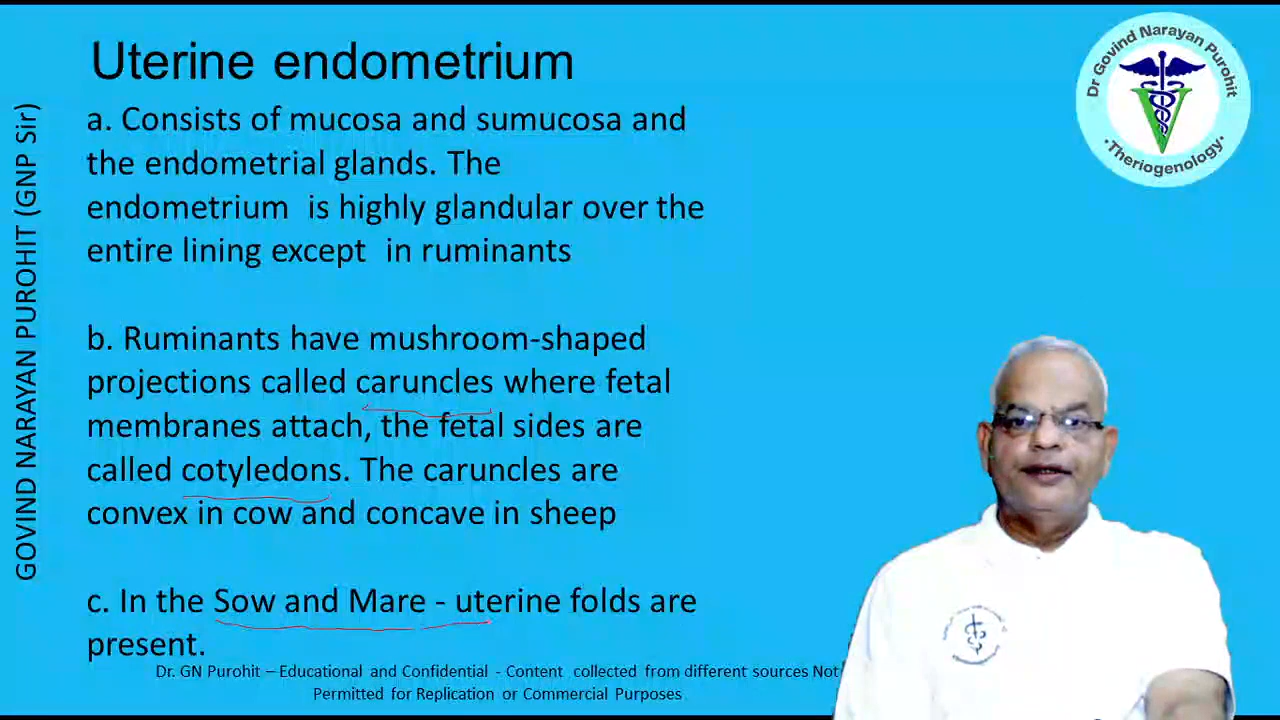 Uterine endometrium
a. Consists of mucosa and sumucosa and
the endometrial glands. The
endometrium is highly glandular over the
entire lining except in ruminants
b. Ruminants have mushroom-shaped
projections called caruncles where fetal
membranes attach, the fetal sides are
called cotyledons. The caruncles are
convex in cow and concave in sheep
c. In the Sow and Mare - uterine folds are
present.
Dr. GN Purohit – Educational and Confidential - Content collected from different sources Not
Permitted for Replication or Commercial Purposes
GOVIND NARAYAN PUROHIT (GNP Sir)
Dr Govind Narayan Purohit
·Theriogenology·